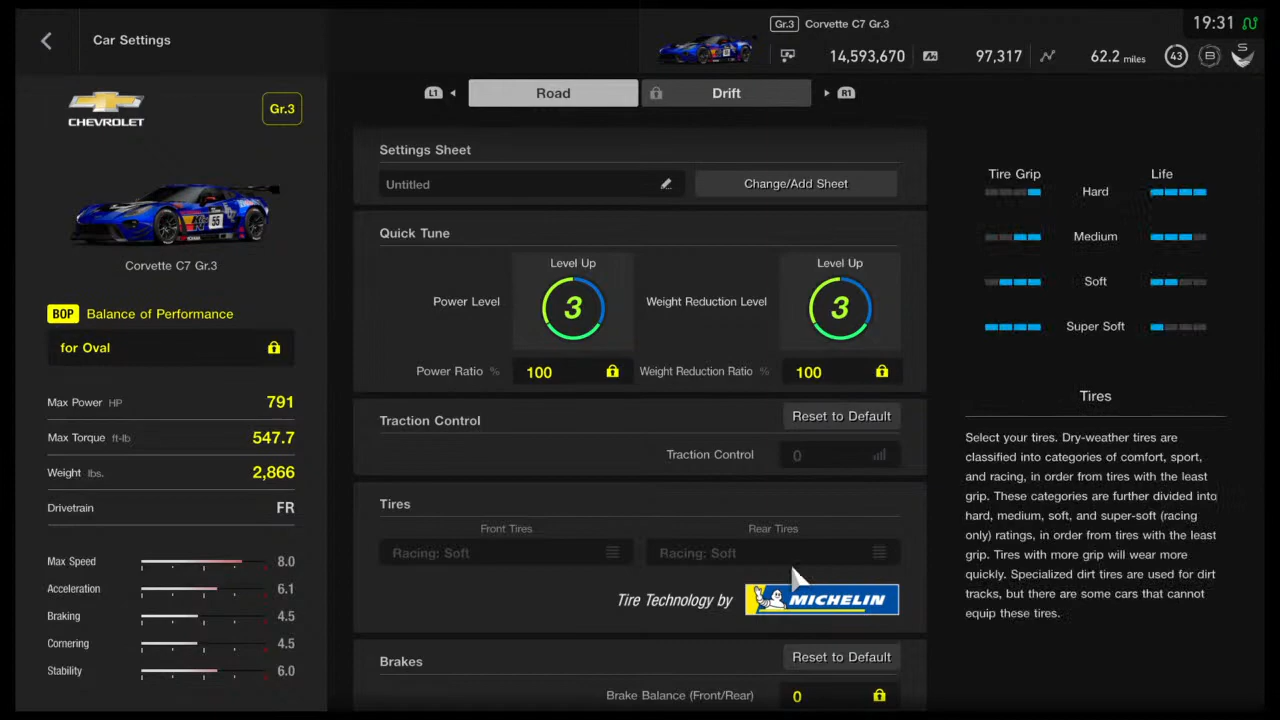 Car Settings
Gr.3 Corvette C7 Gr.3
19:31
14,593,670
97,317
62.2 miles
43
B
S
CHEVROLET
Gr.3
55
Corvette C7 Gr.3
BOP Balance of Performance
for Oval
Max Power HP 791
Max Torque ft-lb 547.7
Weight lbs. 2,866
Drivetrain FR
Max Speed 8.0
Acceleration 6.1
Braking 4.5
Cornering 4.5
Stability 6.0
L1 Road Drift R1
Settings Sheet
Untitled Change/Add Sheet
Quick Tune
Level Up Level Up
Power Level 3 Weight Reduction Level 3
Power Ratio % 100 Weight Reduction Ratio % 100
Traction Control Reset to Default
Traction Control 0
Tires
Front Tires Rear Tires
Racing: Soft Racing: Soft
Tire Technology by MICHELIN
Brakes Reset to Default
Brake Balance (Front/Rear) 0
Tire Grip Life
Hard
Medium
Soft
Super Soft
Tires
Select your tires. Dry-weather tires are
classified into categories of comfort, sport,
and racing, in order from tires with the least
grip. These categories are further divided into
hard, medium, soft, and super-soft (racing
only) ratings, in order from tires with the least
grip. Tires with more grip will wear more
quickly. Specialized dirt tires are used for dirt
tracks, but there are some cars that cannot
equip these tires.